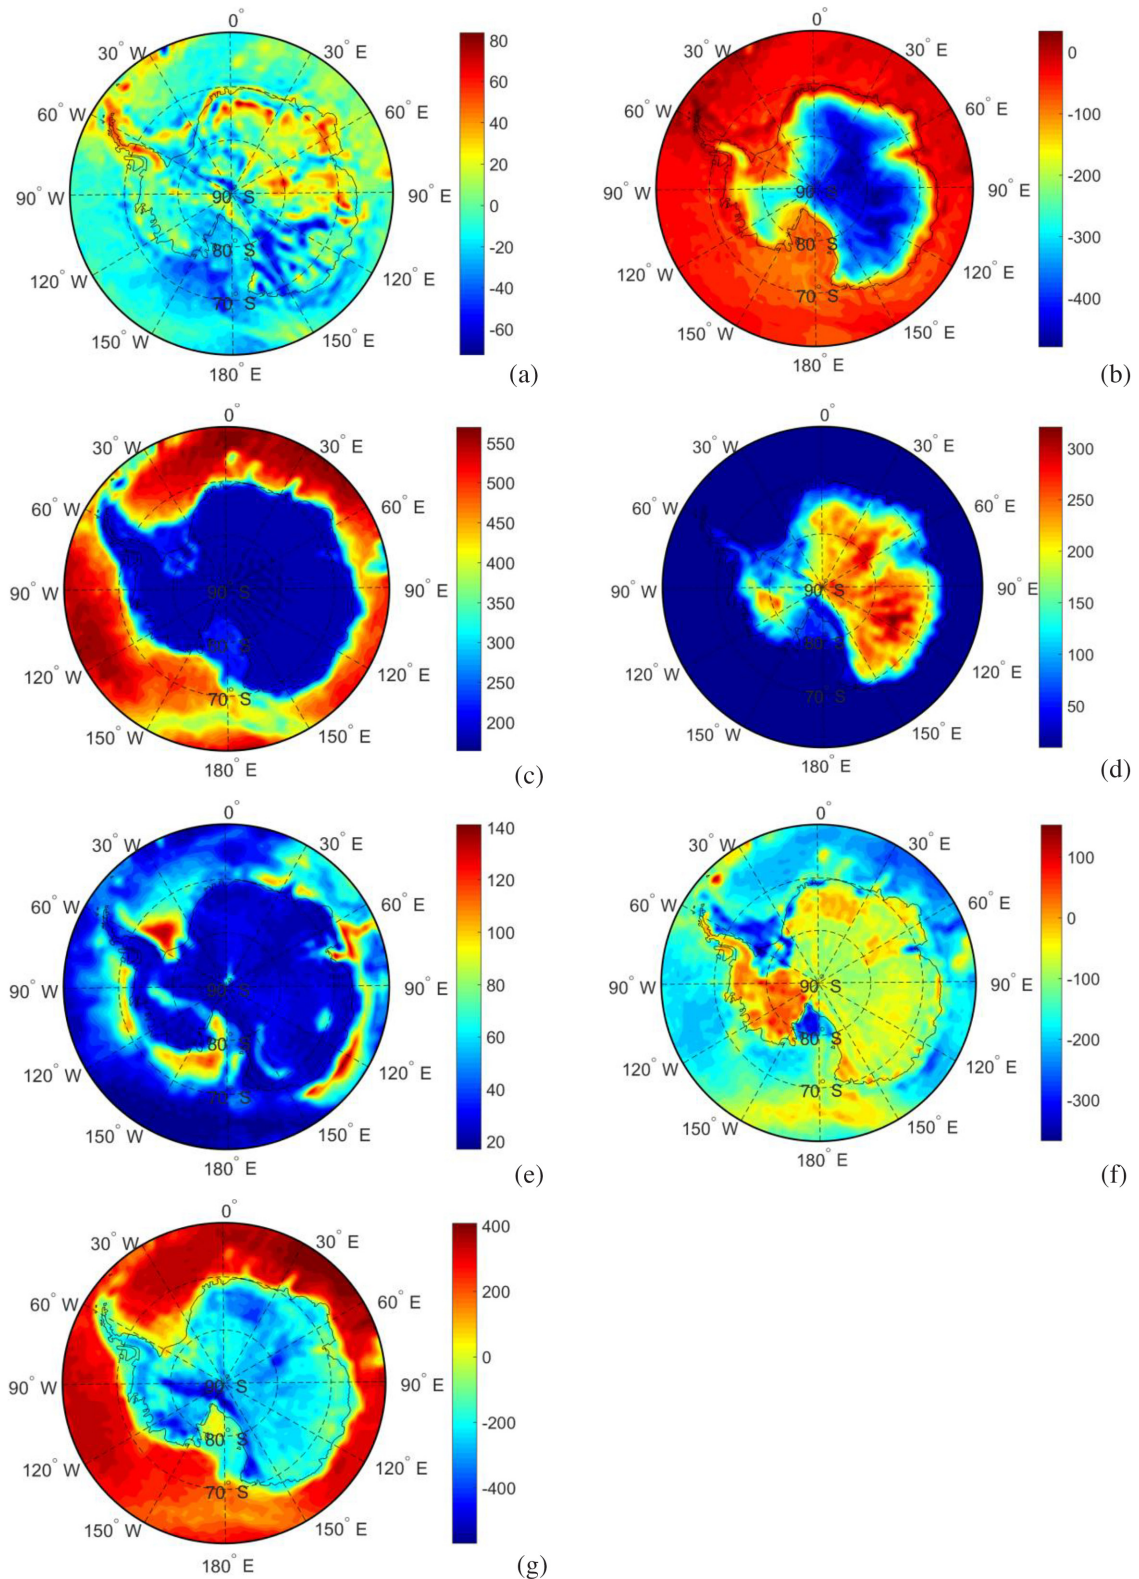 0°
30° W
30° E
60° W
60° E
90° W
90° S
90° E
80° S
120° W
70° S
120° E
150° W
150° E
180° E
80
60
40
20
0
-20
-40
-60
(a)
0°
30° W
30° E
60° W
60° E
90° W
90° S
90° E
80° S
120° W
70° S
120° E
150° W
150° E
180° E
0
-100
-200
-300
-400
(b)
0°
30° W
30° E
60° W
60° E
90° W
90° S
90° E
80° S
120° W
70° S
120° E
150° W
150° E
180° E
550
500
450
400
350
300
250
200
(c)
0°
30° W
30° E
60° W
60° E
90° W
90° S
90° E
80° S
120° W
70° S
120° E
150° W
150° E
180° E
300
250
200
150
100
50
(d)
0°
30° W
30° E
60° W
60° E
90° W
90° S
90° E
80° S
120° W
70° S
120° E
150° W
150° E
180° E
140
120
100
80
60
40
20
(e)
0°
30° W
30° E
60° W
60° E
90° W
90° S
90° E
80° S
120° W
70° S
120° E
150° W
150° E
180° E
100
0
-100
-200
-300
(f)
0°
30° W
30° E
60° W
60° E
90° W
90° S
90° E
80° S
120° W
70° S
120° E
150° W
150° E
180° E
400
200
0
-200
-400
(g)